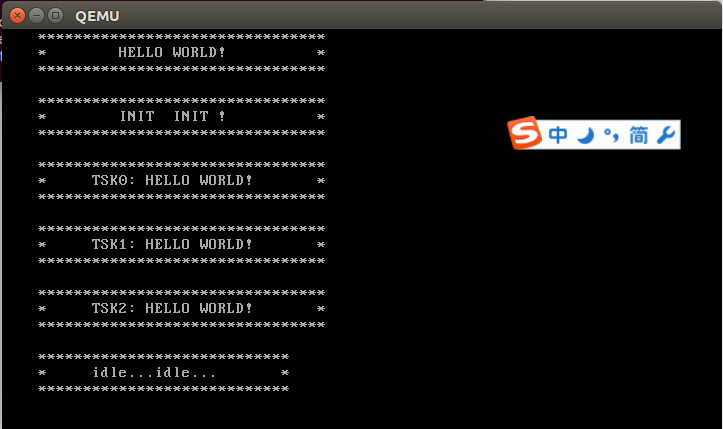 QEMU
********************************
*        HELLO WORLD!          *
********************************
********************************
*        INIT  INIT !          *
********************************
********************************
*     TSK0: HELLO WORLD!       *
********************************
********************************
*     TSK1: HELLO WORLD!       *
********************************
********************************
*     TSK2: HELLO WORLD!       *
********************************
****************************
*     idle...idle...       *
****************************
S 中 °, 简